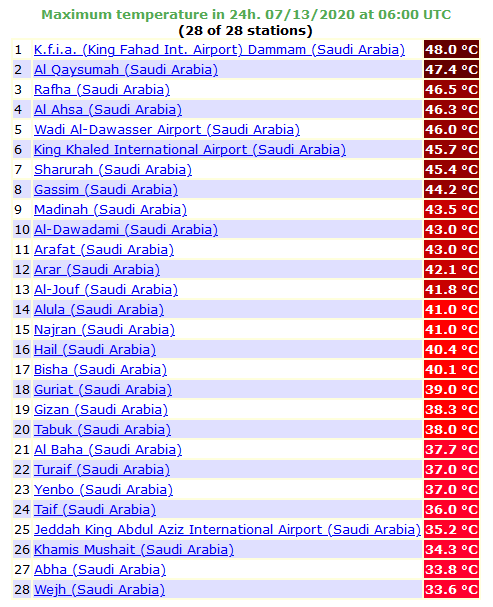 Maximum temperature in 24h. 07/13/2020 at 06:00 UTC
(28 of 28 stations)
1 K.f.i.a. (King Fahad Int. Airport) Dammam (Saudi Arabia) 48.0 °C
2 Al Qaysumah (Saudi Arabia) 47.4 °C
3 Rafha (Saudi Arabia) 46.5 °C
4 Al Ahsa (Saudi Arabia) 46.3 °C
5 Wadi Al-Dawasser Airport (Saudi Arabia) 46.0 °C
6 King Khaled International Airport (Saudi Arabia) 45.7 °C
7 Sharurah (Saudi Arabia) 45.4 °C
8 Gassim (Saudi Arabia) 44.2 °C
9 Madinah (Saudi Arabia) 43.5 °C
10 Al-Dawadami (Saudi Arabia) 43.0 °C
11 Arafat (Saudi Arabia) 43.0 °C
12 Arar (Saudi Arabia) 42.1 °C
13 Al-Jouf (Saudi Arabia) 41.8 °C
14 Alula (Saudi Arabia) 41.0 °C
15 Najran (Saudi Arabia) 41.0 °C
16 Hail (Saudi Arabia) 40.4 °C
17 Bisha (Saudi Arabia) 40.1 °C
18 Guriat (Saudi Arabia) 39.0 °C
19 Gizan (Saudi Arabia) 38.3 °C
20 Tabuk (Saudi Arabia) 38.0 °C
21 Al Baha (Saudi Arabia) 37.7 °C
22 Turaif (Saudi Arabia) 37.0 °C
23 Yenbo (Saudi Arabia) 37.0 °C
24 Taif (Saudi Arabia) 36.0 °C
25 Jeddah King Abdul Aziz International Airport (Saudi Arabia) 35.2 °C
26 Khamis Mushait (Saudi Arabia) 34.3 °C
27 Abha (Saudi Arabia) 33.8 °C
28 Wejh (Saudi Arabia) 33.6 °C